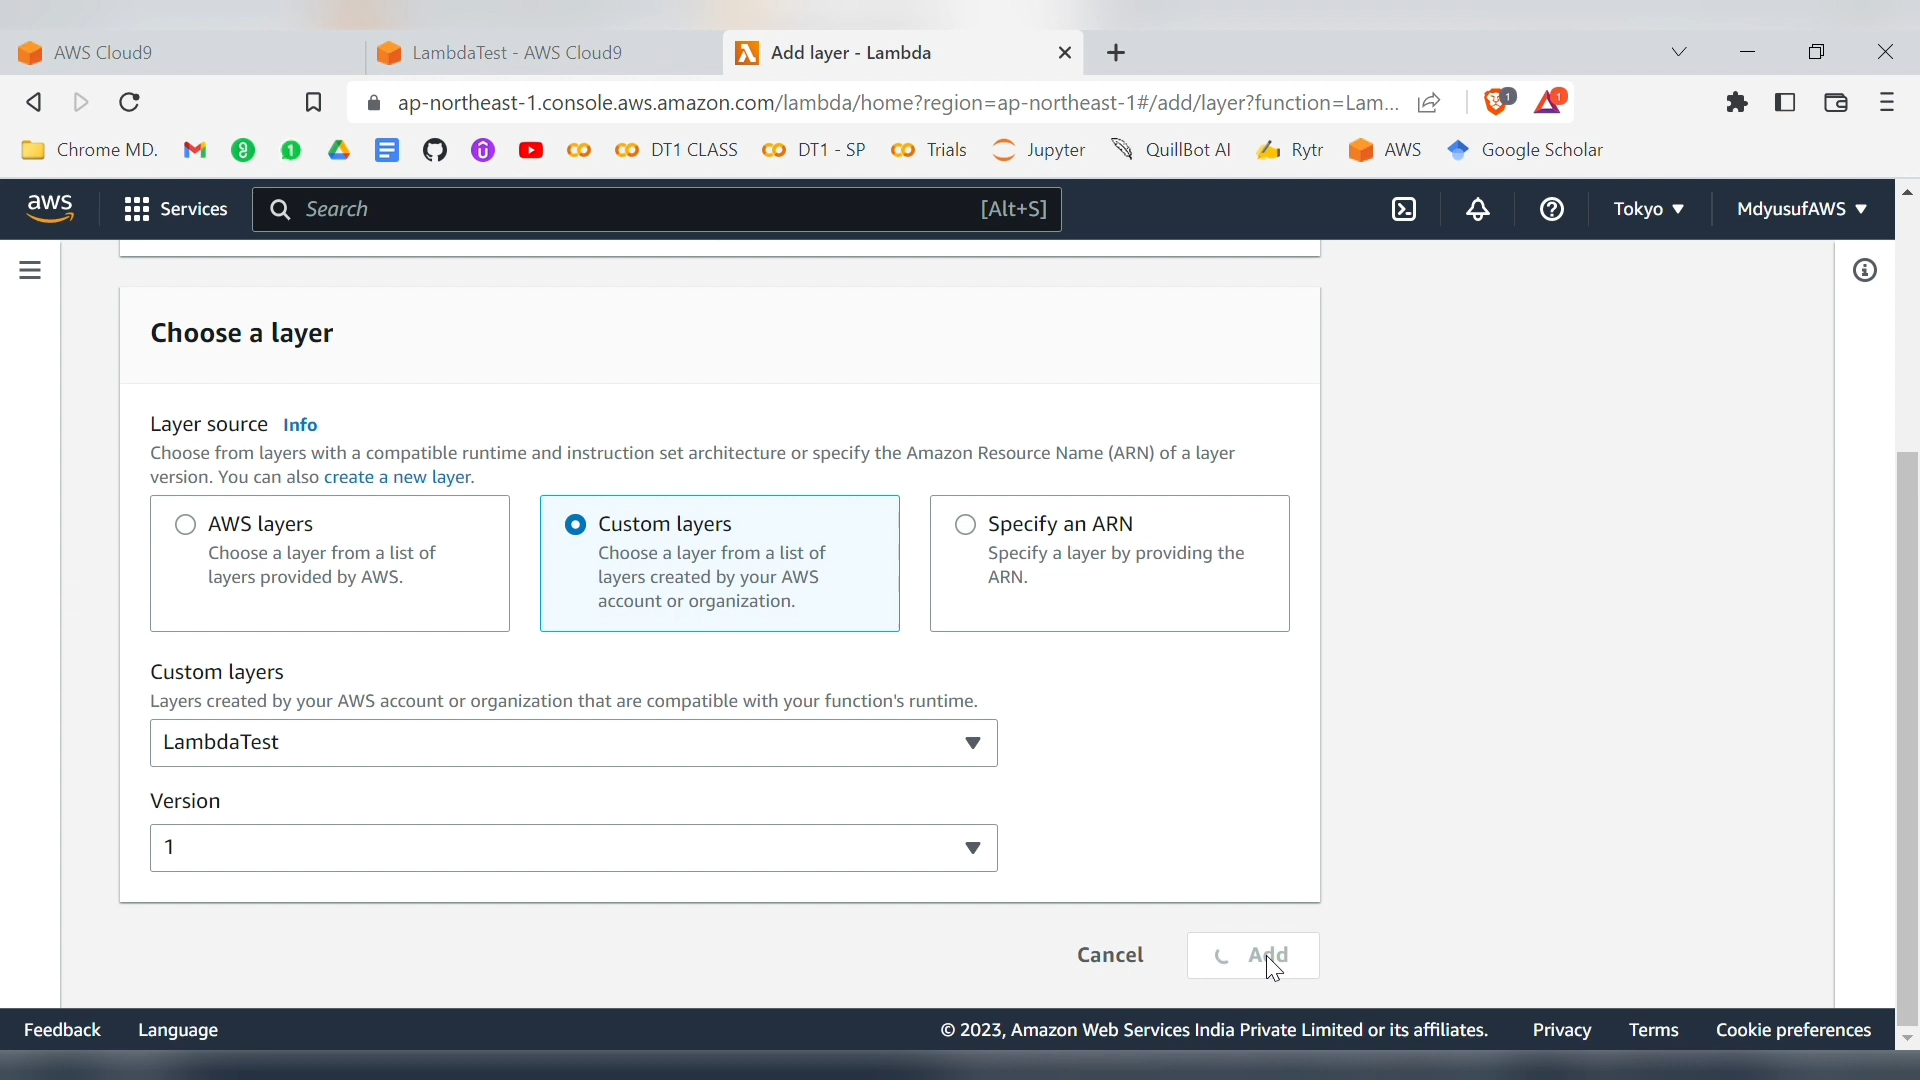 AWS Cloud9
LambdaTest - AWS Cloud9
Add layer - Lambda
ap-northeast-1.console.aws.amazon.com/lambda/home?region=ap-northeast-1#/add/layer?function=Lam...
1
1
Chrome MD.
DT1 CLASS
DT1 - SP
Trials
Jupyter
QuillBot AI
Rytr
AWS
Google Scholar
aws
Services
Search
[Alt+S]
Tokyo
MdyusufAWS
Choose a layer
Layer source Info
Choose from layers with a compatible runtime and instruction set architecture or specify the Amazon Resource Name (ARN) of a layer
version. You can also create a new layer.
AWS layers
Choose a layer from a list of
layers provided by AWS.
Custom layers
Choose a layer from a list of
layers created by your AWS
account or organization.
Specify an ARN
Specify a layer by providing the
ARN.
Custom layers
Layers created by your AWS account or organization that are compatible with your function's runtime.
LambdaTest
Version
1
Cancel
Add
Feedback
Language
© 2023, Amazon Web Services India Private Limited or its affiliates.
Privacy
Terms
Cookie preferences